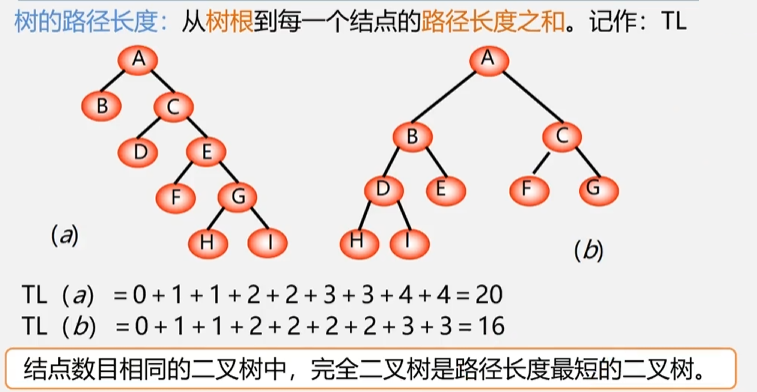 树的路径长度：从树根到每一个结点的路径长度之和。记作：TL
A
B
C
D
E
F
G
H
I
(a)
A
B
C
D
E
F
G
H
I
(b)
TL（a）=0+1+1+2+2+3+3+4+4=20
TL（b）=0+1+1+2+2+2+2+3+3=16
结点数目相同的二叉树中，完全二叉树是路径长度最短的二叉树。